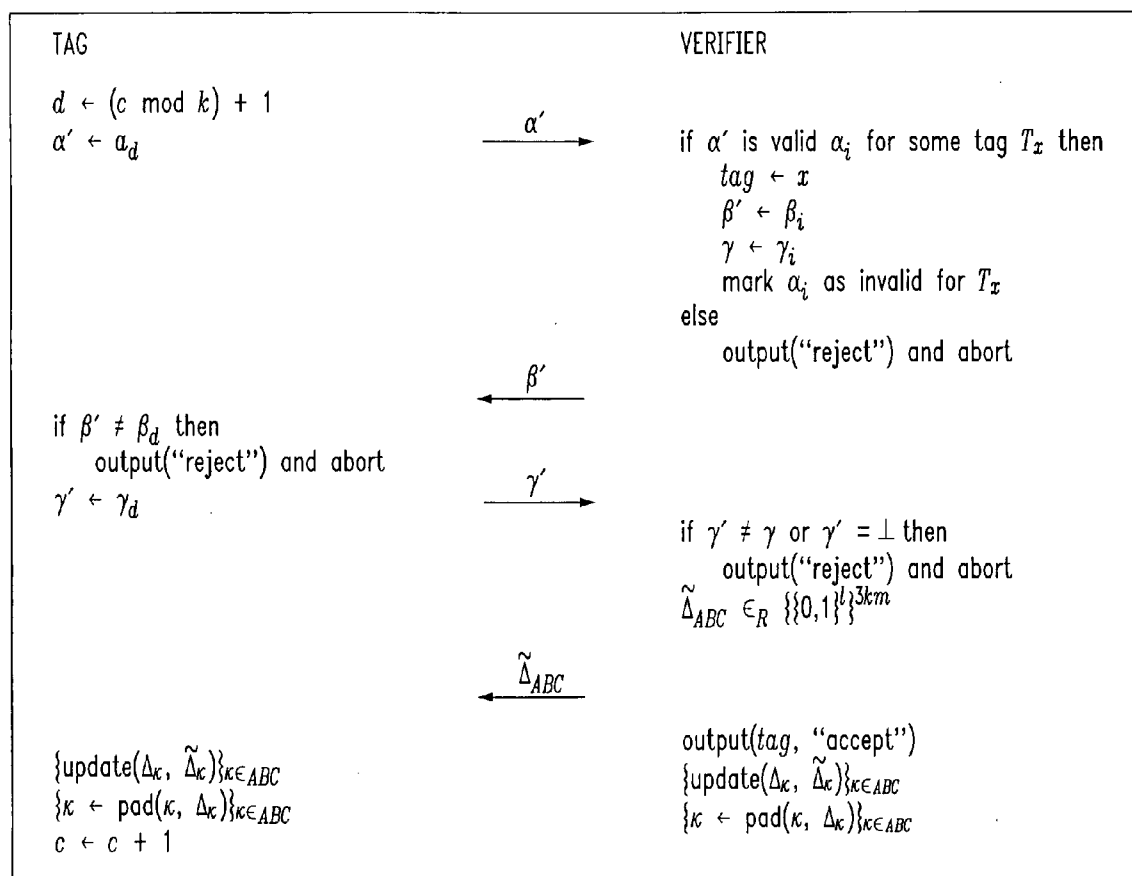 TAG
VERIFIER
d ← (c mod k) + 1
α′ ← a_d
α′
if α′ is valid α_i for some tag T_x then
tag ← x
β′ ← β_i
γ ← γ_i
mark α_i as invalid for T_x
else
output(“reject”) and abort
β′
if β′ ≠ β_d then
output(“reject”) and abort
γ′ ← γ_d
γ′
if γ′ ≠ γ or γ′ = ⊥ then
output(“reject”) and abort
Δ̃_ABC ∈_R {{0,1}^l}^3km
Δ̃_ABC
output(tag, “accept”)
{update(Δ_κ, Δ̃_κ)}_κ∈ABC
{κ ← pad(κ, Δ_κ)}_κ∈ABC
{update(Δ_κ, Δ̃_κ)}_κ∈ABC
{κ ← pad(κ, Δ_κ)}_κ∈ABC
c ← c + 1